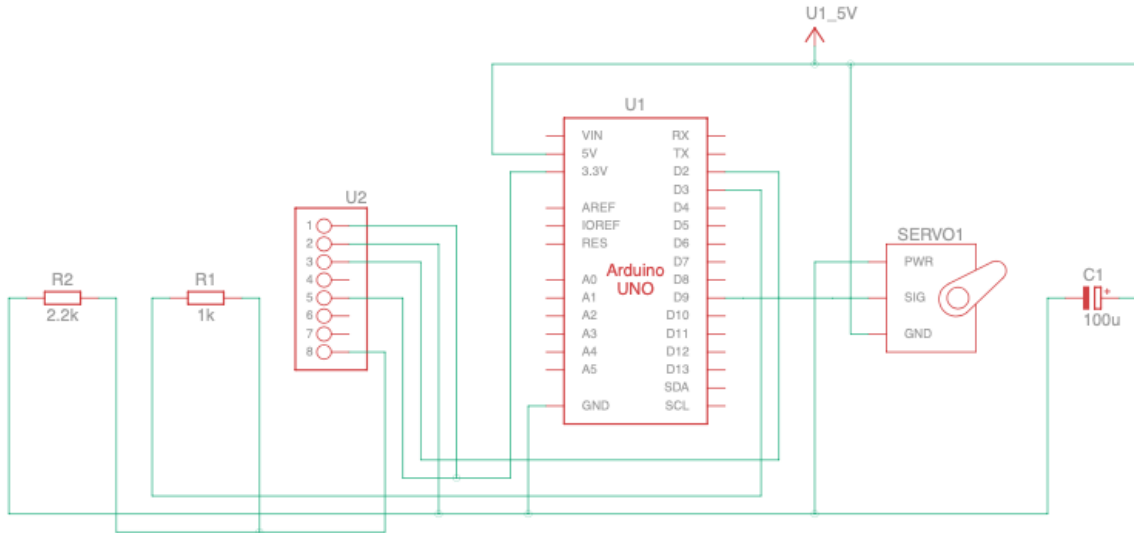 U1_5V
U1
VIN RX
5V TX
3.3V D2
D3
AREF D4
IOREF D5
RES D6
D7
A0 D8
A1 D9
A2 D10
A3 D11
A4 D12
A5 D13
SDA
GND SCL
Arduino
UNO
U2
1
2
3
4
5
6
7
8
R2
2.2k
R1
1k
SERVO1
PWR
SIG
GND
C1
+
100u